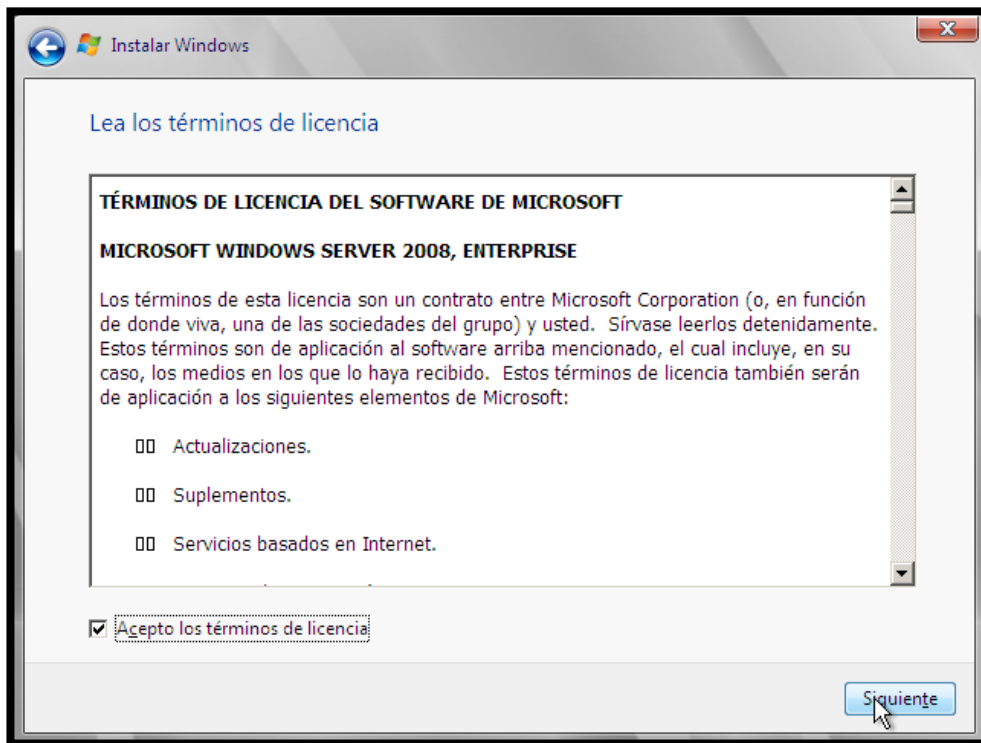 Instalar Windows
Lea los términos de licencia
TÉRMINOS DE LICENCIA DEL SOFTWARE DE MICROSOFT
MICROSOFT WINDOWS SERVER 2008, ENTERPRISE
Los términos de esta licencia son un contrato entre Microsoft Corporation (o, en función
de donde viva, una de las sociedades del grupo) y usted.  Sírvase leerlos detenidamente.
Estos términos son de aplicación al software arriba mencionado, el cual incluye, en su
caso, los medios en los que lo haya recibido.  Estos términos de licencia también serán
de aplicación a los siguientes elementos de Microsoft:
Actualizaciones.
Suplementos.
Servicios basados en Internet.
Acepto los términos de licencia
Siguiente